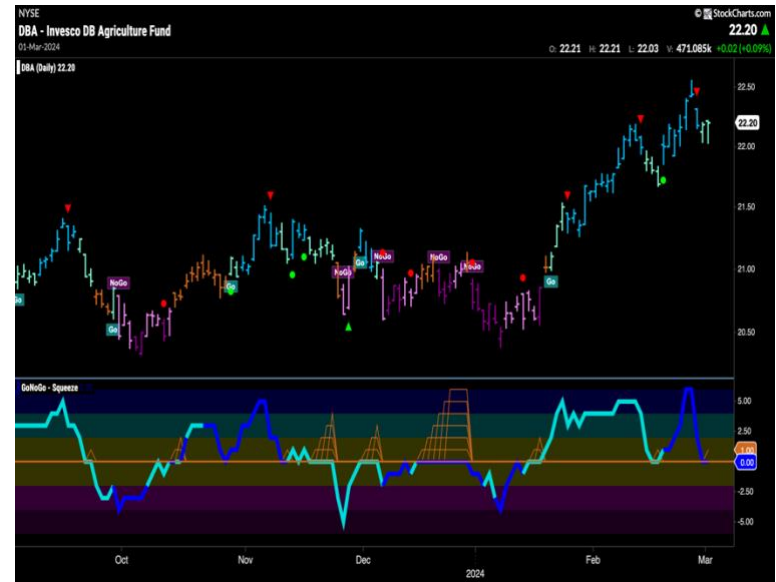 NYSE
© StockCharts.com
DBA - Invesco DB Agriculture Fund
22.20
01-Mar-2024
O: 22.21 H: 22.21 L: 22.03 V: 471.085k +0.02 (+0.09%)
DBA (Daily) 22.20
22.50
22.20
22.00
21.50
NoGo
NoGo
Go
NoGo
NoGo
NoGo
21.00
Go
Go
Go
Go
20.50
GoNoGo - Squeeze
5.00
2.50
1.00
0.00
-2.50
-5.00
Oct
Nov
Dec
2024
Feb
Mar